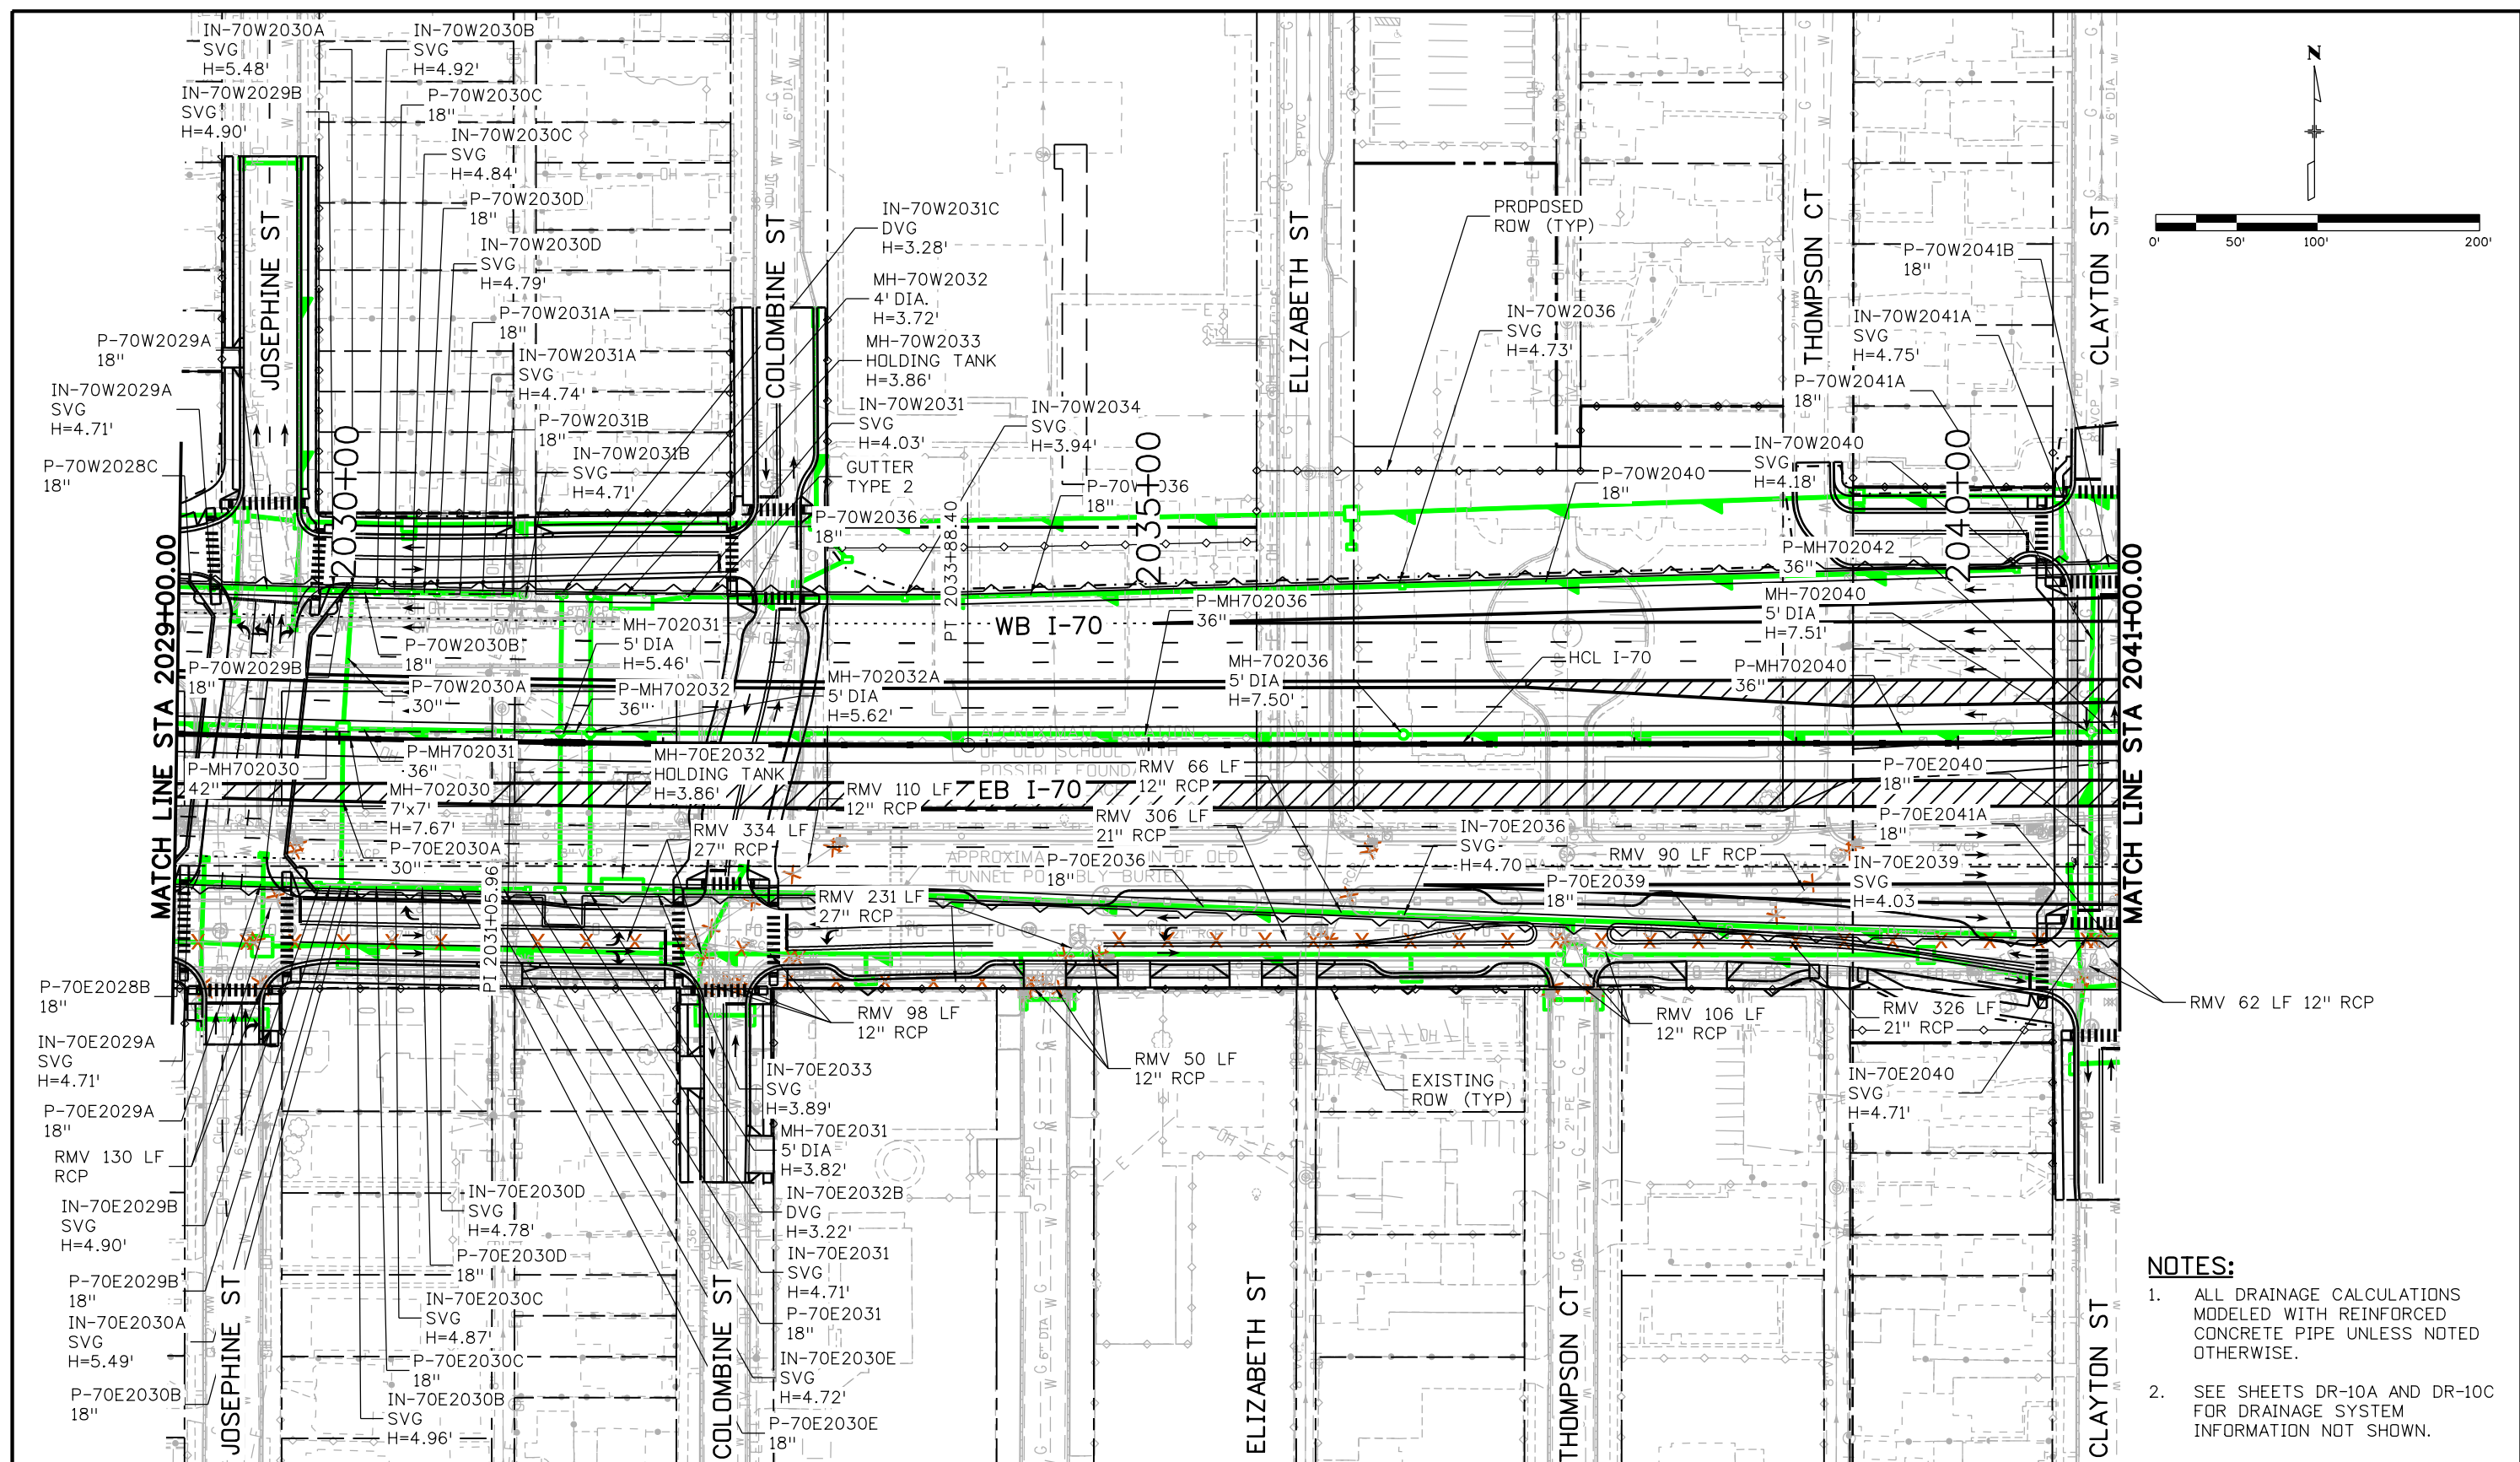 IN-70W2030A
SVG
H=5.48'
IN-70W2030B
SVG
H=4.92'
IN-70W2029B
SVG
H=4.90'
P-70W2030C
18"
IN-70W2030C
SVG
H=4.84'
P-70W2030D
18"
IN-70W2030D
SVG
H=4.79'
P-70W2031A
18"
IN-70W2031A
SVG
H=4.74'
P-70W2031B
18"
IN-70W2031B
SVG
H=4.71'
P-70W2029A
18"
IN-70W2029A
SVG
H=4.71'
P-70W2028C
18"
JOSEPHINE ST
COLOMBINE ST
ELIZABETH ST
THOMPSON CT
CLAYTON ST
IN-70W2031C
DVG
H=3.28'
MH-70W2032
4' DIA.
H=3.72'
MH-70W2033
HOLDING TANK
H=3.86'
IN-70W2031
SVG
H=4.03'
GUTTER
TYPE 2
IN-70W2034
SVG
H=3.94'
P-70W2036
18"
18"
PROPOSED
ROW (TYP)
IN-70W2036
SVG
H=4.73'
P-70W2040
18"
P-70W2041B
18"
IN-70W2041A
SVG
H=4.75'
P-70W2041A
18"
IN-70W2040
SVG
H=4.18'
P-MH702042
36"
MH-702040
5' DIA
H=7.51'
P-MH702040
36"
N
0'
50'
100'
200'
2030+00
2035+00
2040+00
PT 2033+88.40
PI 2031+05.96
MATCH LINE STA 2029+00.00
MATCH LINE STA 2041+00.00
WB I-70
EB I-70
HCL I-70
P-MH702036
36"
MH-702036
5' DIA
H=7.50'
MH-702031
5' DIA
H=5.46'
P-70W2030B
18"
P-70W2029B
18"
P-70W2030A
30"
P-MH702032
36"
MH-702032A
5' DIA
H=5.62'
P-MH702031
36"
P-MH702030
42"
MH-702030
7'x7'
H=7.67'
P-70E2030A
30"
MH-70E2032
HOLDING TANK
H=3.86'
RMV 334 LF
27" RCP
RMV 110 LF
12" RCP
RMV 66 LF
12" RCP
RMV 306 LF
21" RCP
P-70E2036
18"
RMV 231 LF
27" RCP
IN-70E2036
SVG
H=4.70
P-70E2039
18"
RMV 90 LF RCP
P-70E2040
18"
P-70E2041A
18"
IN-70E2039
SVG
H=4.03
RMV 98 LF
12" RCP
RMV 50 LF
12" RCP
RMV 106 LF
12" RCP
RMV 326 LF
21" RCP
RMV 62 LF 12" RCP
EXISTING
ROW (TYP)
IN-70E2040
SVG
H=4.71'
P-70E2028B
18"
IN-70E2029A
SVG
H=4.71'
P-70E2029A
18"
RMV 130 LF
RCP
IN-70E2029B
SVG
H=4.90'
P-70E2029B
18"
IN-70E2030A
SVG
H=5.49'
P-70E2030B
18"
IN-70E2030D
SVG
H=4.78'
P-70E2030D
18"
IN-70E2030C
SVG
H=4.87'
P-70E2030C
18"
IN-70E2030B
SVG
H=4.96'
IN-70E2033
SVG
H=3.89'
MH-70E2031
5' DIA
H=3.82'
IN-70E2032B
DVG
H=3.22'
IN-70E2031
SVG
H=4.71'
P-70E2031
18"
IN-70E2030E
SVG
H=4.72'
P-70E2030E
18"
JOSEPHINE ST
COLOMBINE ST
ELIZABETH ST
THOMPSON CT
CLAYTON ST
NOTES:
1. ALL DRAINAGE CALCULATIONS
MODELED WITH REINFORCED
CONCRETE PIPE UNLESS NOTED
OTHERWISE.
2. SEE SHEETS DR-10A AND DR-10C
FOR DRAINAGE SYSTEM
INFORMATION NOT SHOWN.